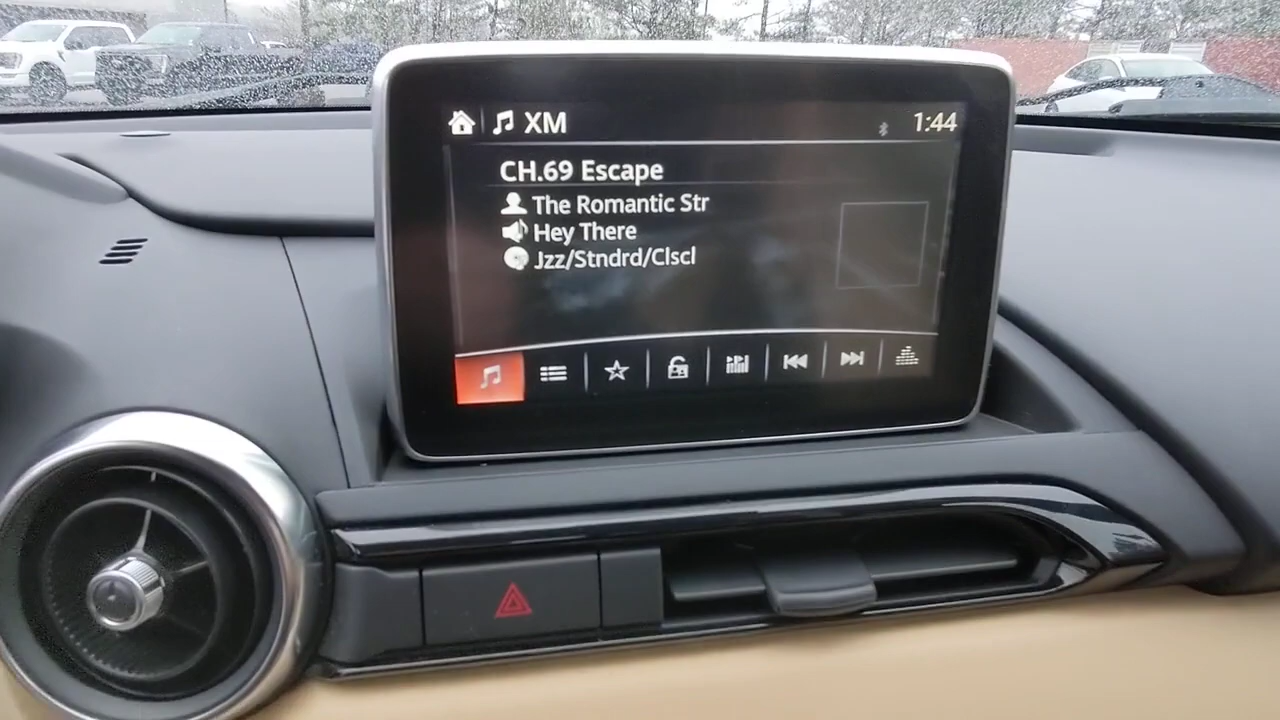 XM
1:44
CH.69 Escape
The Romantic Str
Hey There
Jzz/Stndrd/Clscl